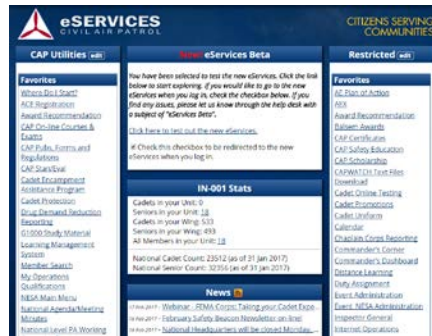 eSERVICES
CIVIL AIR PATROL
CITIZENS SERVING
COMMUNITIES
CAP Utilities edit
Favorites
Where Do I Start?
ACE Registration
Award Recommendation
CAP On-line Courses &
Exams
CAP Pubs, Forms and
Regulations
CAP Stan/Eval
Cadet Encampment
Assistance Program
Cadet Protection
Drug Demand Reduction
Reporting
G1000 Study Material
Learning Management
System
Member Search
My Operations
Qualifications
NESA Main Menu
National Agenda/Meeting
Minutes
National Level PA Working
eServices Beta
You have been selected to test the new eServices. Click the link
below to start exploring. If you would like to go to the new
eServices when you log in, check the checkbox below. If you
find any issues, please let us know through the help desk with
a subject of "eServices Beta".
Click here to test out the new eServices.
Check this checkbox to be redirected to the new
eServices when you log in.
IN-001 Stats
Cadets in your Unit: 0
Seniors in your Unit: 18
Cadets in your Wing: 533
Seniors in your Wing: 493
All Members in your Unit: 18
National Cadet Count: 23512 (as of 31 Jan 2017)
National Senior Count: 32356 (as of 31 Jan 2017)
News
Webinar - FEMA Corps: Taking your Cadet Expe
February Safety Beacon Newsletter on-line!
National Headquarters will be closed Monday,
Restricted edit
Favorites
AE Plan of Action
AEX
Award Recommendation
Balsem Awards
CAP Certificates
CAP Safety Education
CAP Scholarship
CAPWATCH Text Files
Download
Cadet Online Testing
Cadet Promotions
Cadet Uniform
Calendar
Chaplain Corps Reporting
Commander's Corner
Commander's Dashboard
Distance Learning
Duty Assignment
Event Administration
Event: NESA Administration
Inspector General
Internet Operations